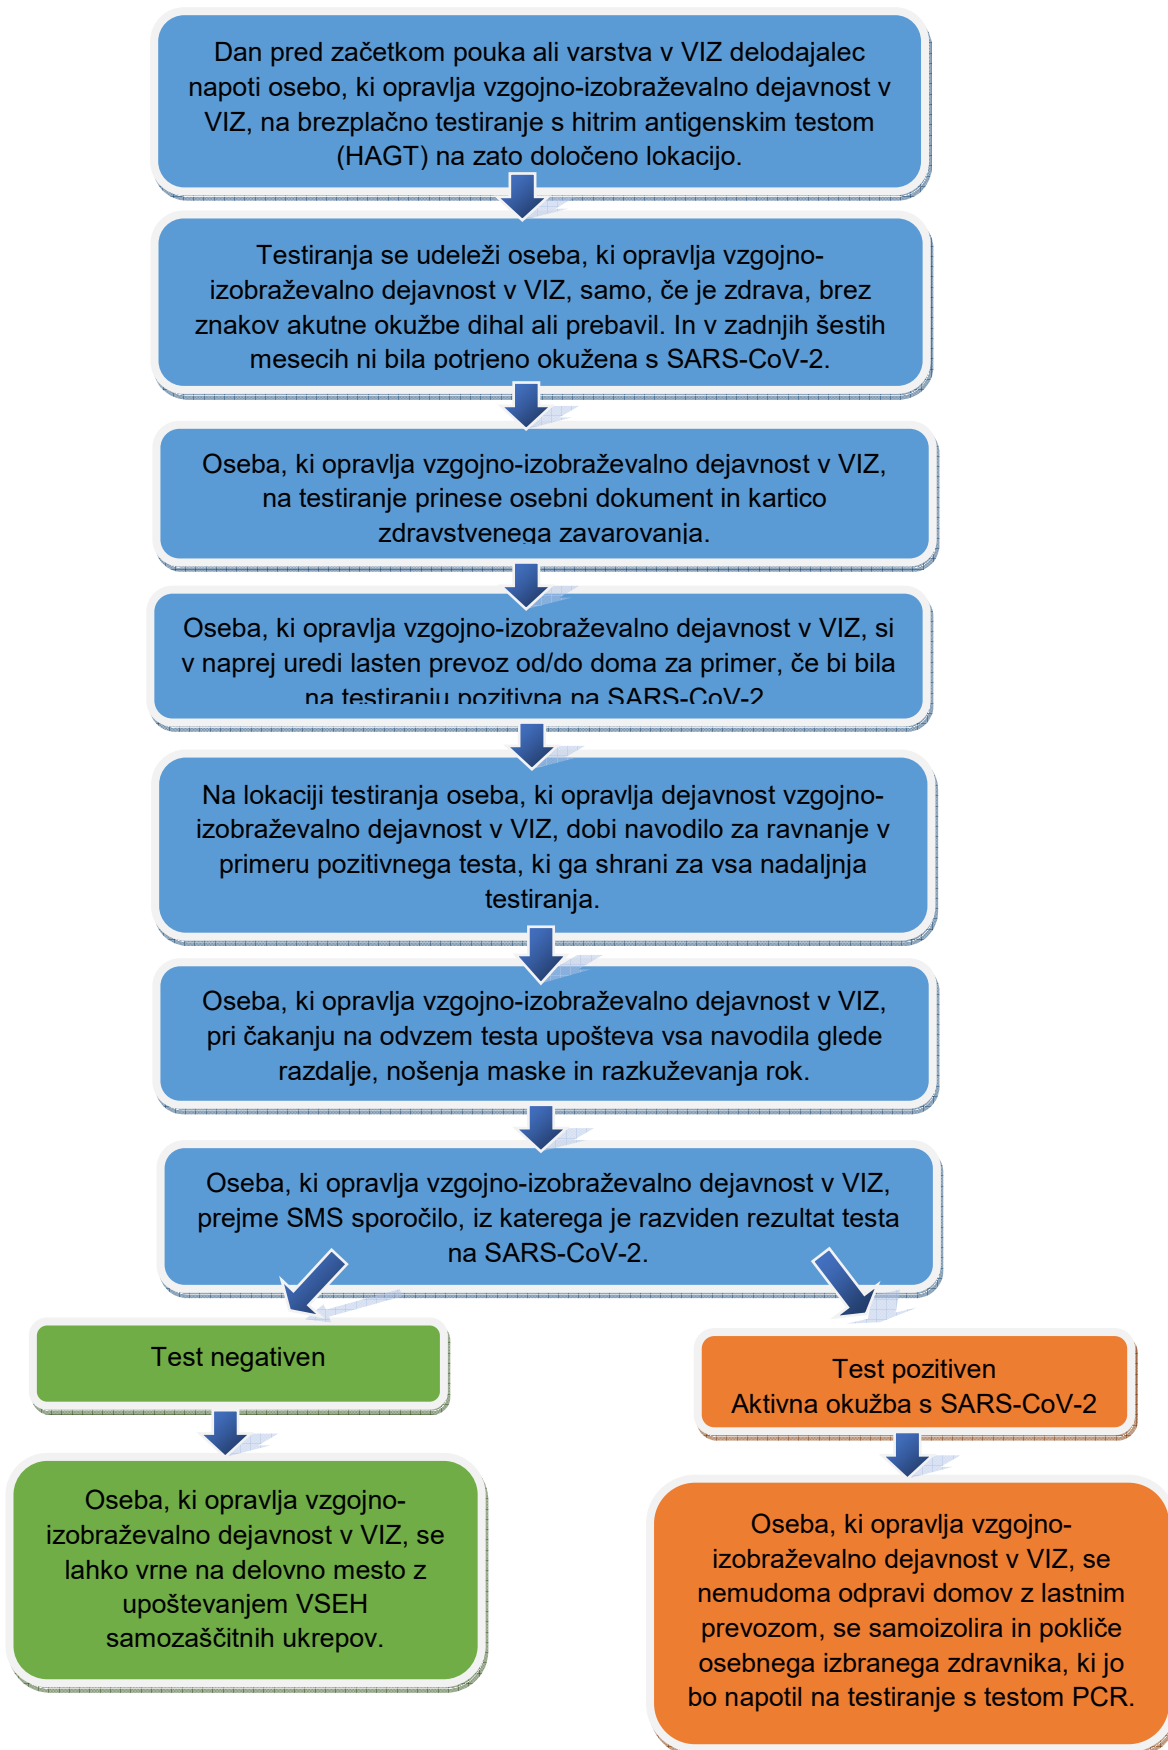 Dan pred začetkom pouka ali varstva v VIZ delodajalec
napoti osebo, ki opravlja vzgojno-izobraževalno dejavnost v
VIZ, na brezplačno testiranje s hitrim antigenskim testom
(HAGT) na zato določeno lokacijo.
Testiranja se udeleži oseba, ki opravlja vzgojno-
izobraževalno dejavnost v VIZ, samo, če je zdrava, brez
znakov akutne okužbe dihal ali prebavil. In v zadnjih šestih
mesecih ni bila potrjeno okužena s SARS-CoV-2.
Oseba, ki opravlja vzgojno-izobraževalno dejavnost v VIZ,
na testiranje prinese osebni dokument in kartico
zdravstvenega zavarovanja.
Oseba, ki opravlja vzgojno-izobraževalno dejavnost v VIZ, si
v naprej uredi lasten prevoz od/do doma za primer, če bi bila
na testiranju pozitivna na SARS-CoV-2
Na lokaciji testiranja oseba, ki opravlja dejavnost vzgojno-
izobraževalno dejavnost v VIZ, dobi navodilo za ravnanje v
primeru pozitivnega testa, ki ga shrani za vsa nadaljnja
testiranja.
Oseba, ki opravlja vzgojno-izobraževalno dejavnost v VIZ,
pri čakanju na odvzem testa upošteva vsa navodila glede
razdalje, nošenja maske in razkuževanja rok.
Oseba, ki opravlja vzgojno-izobraževalno dejavnost v VIZ,
prejme SMS sporočilo, iz katerega je razviden rezultat testa
na SARS-CoV-2.
Test negativen
Oseba, ki opravlja vzgojno-
izobraževalno dejavnost v VIZ, se
lahko vrne na delovno mesto z
upoštevanjem VSEH
samozaščitnih ukrepov.
Test pozitiven
Aktivna okužba s SARS-CoV-2
Oseba, ki opravlja vzgojno-
izobraževalno dejavnost v VIZ, se
nemudoma odpravi domov z lastnim
prevozom, se samoizolira in pokliče
osebnega izbranega zdravnika, ki jo
bo napotil na testiranje s testom PCR.